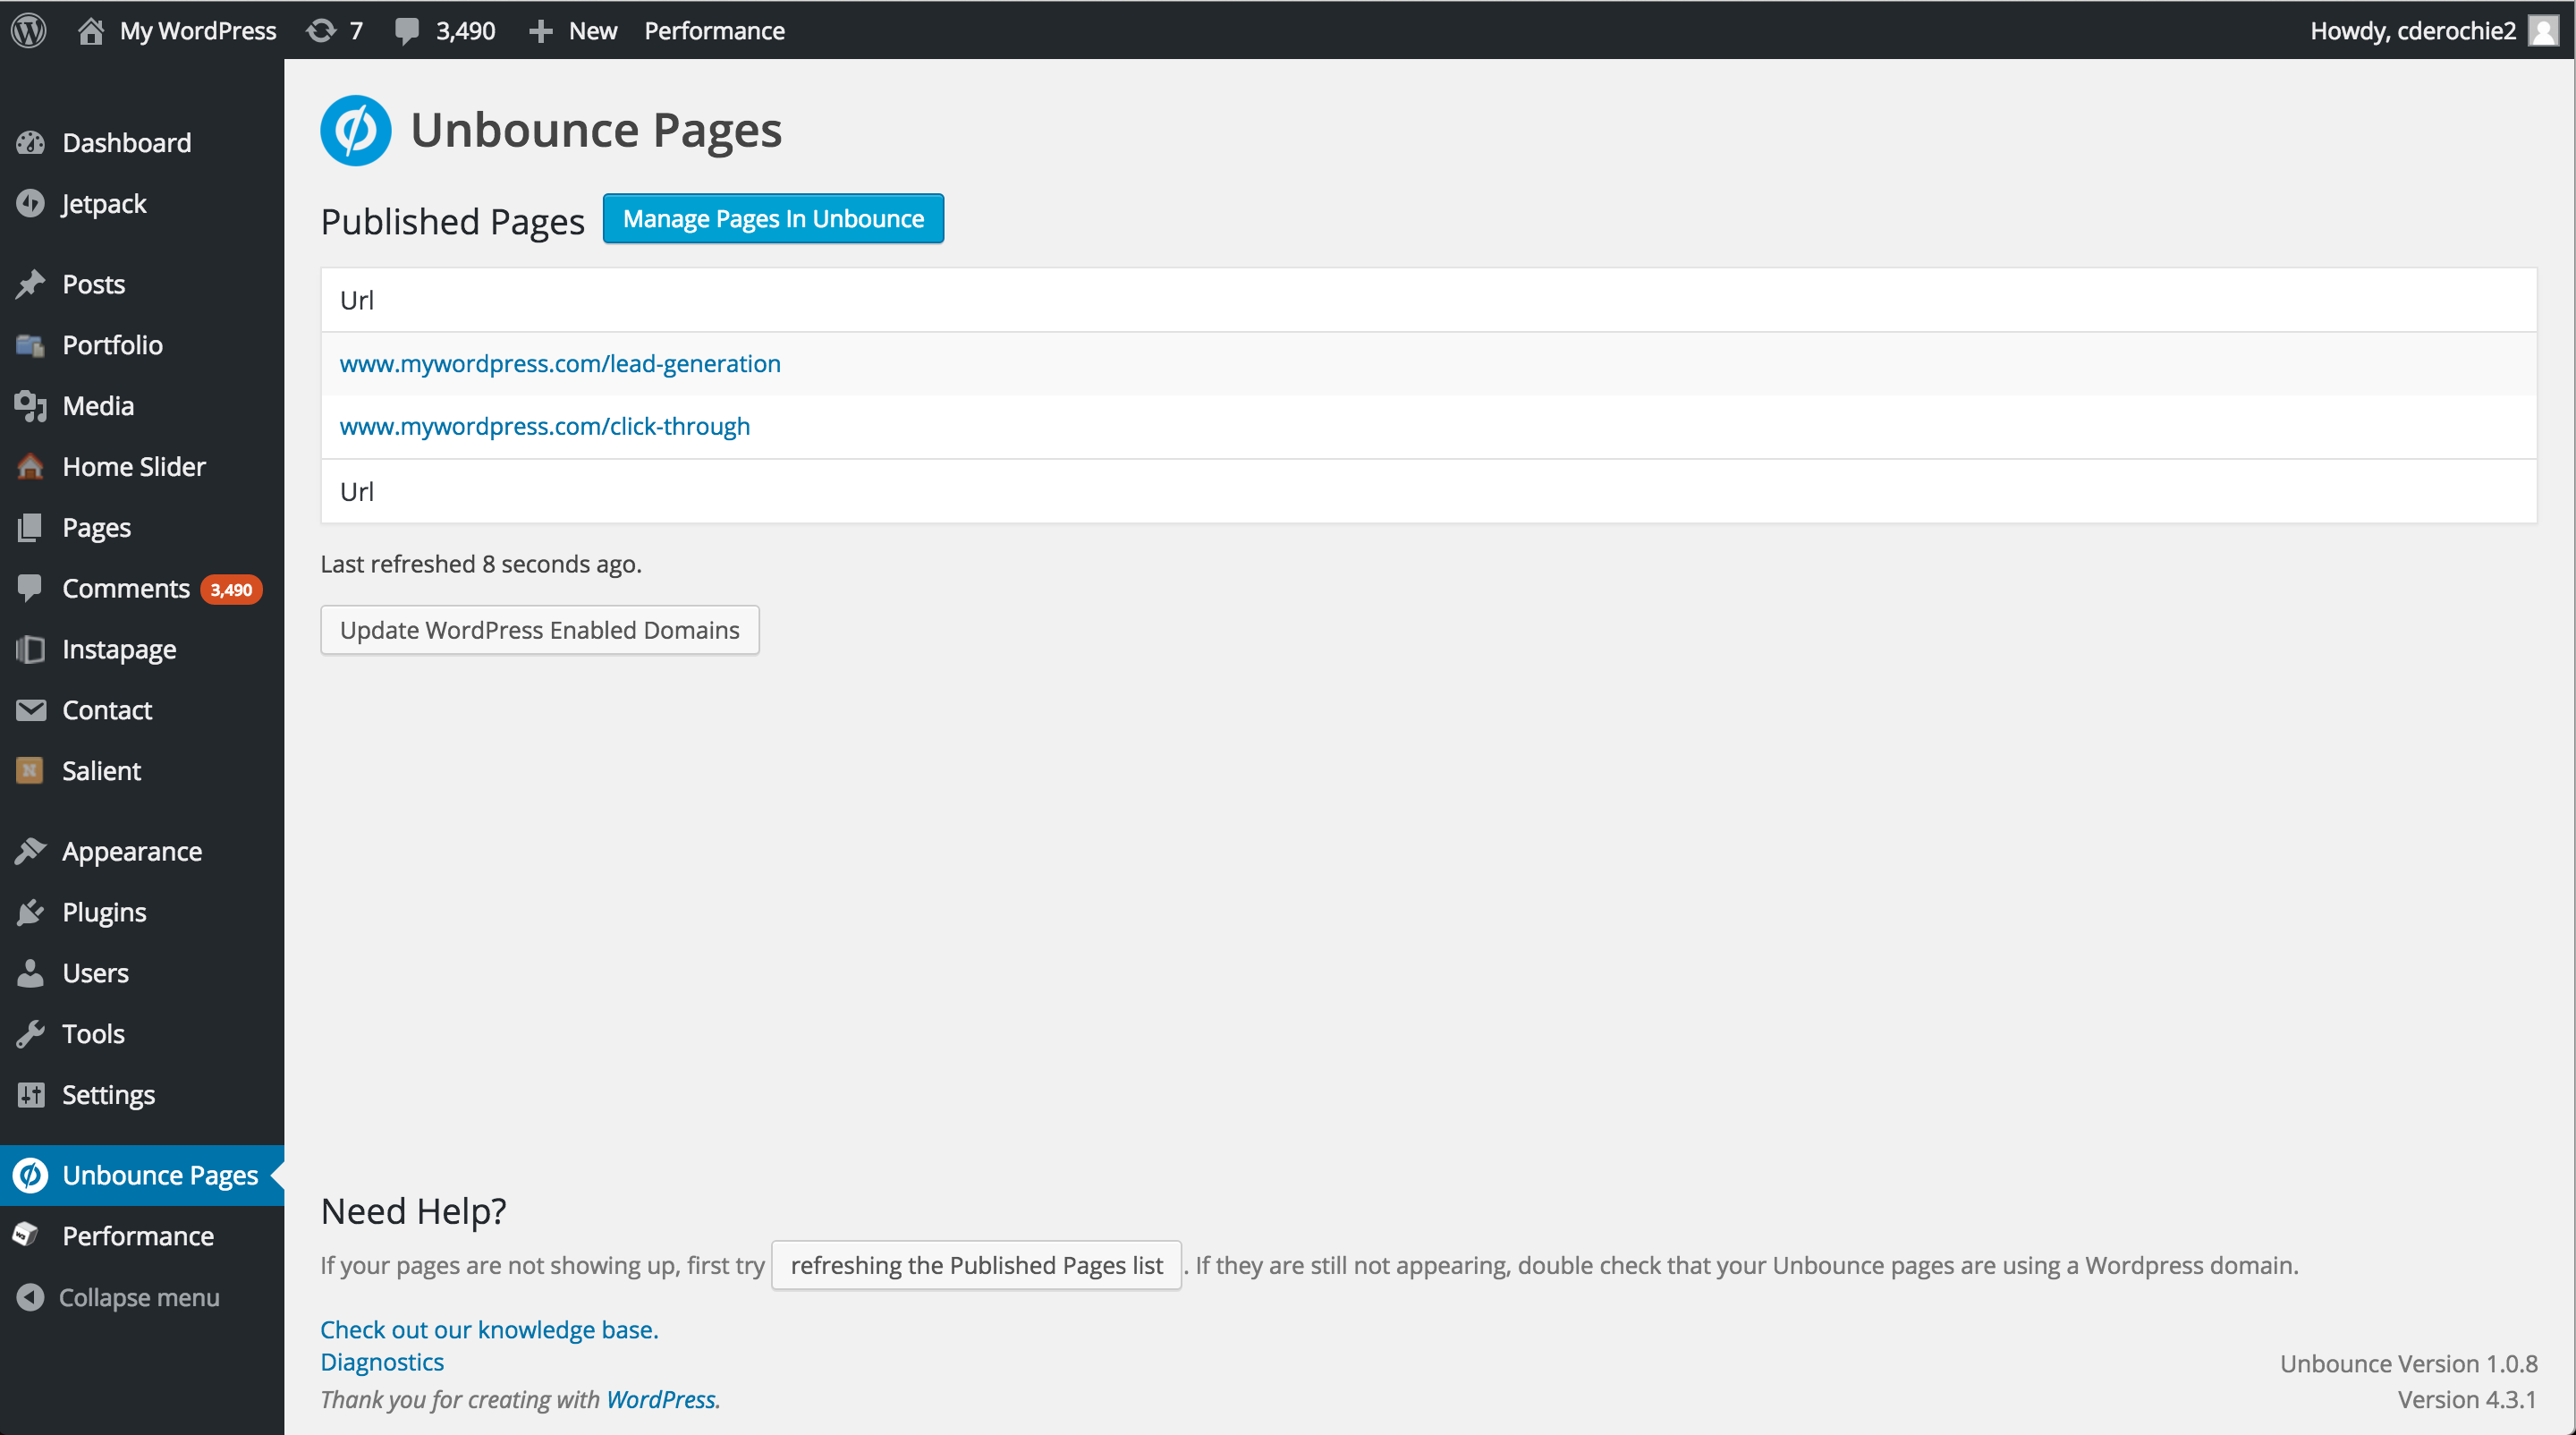 My WordPress 7 3,490 New Performance Howdy, cderochie2
Dashboard
Jetpack
Posts
Portfolio
Media
Home Slider
Pages
Comments 3,490
Instapage
Contact
Salient
Appearance
Plugins
Users
Tools
Settings
Unbounce Pages
Performance
Collapse menu
Unbounce Pages
Published Pages Manage Pages In Unbounce
Url
www.mywordpress.com/lead-generation
www.mywordpress.com/click-through
Url
Last refreshed 8 seconds ago.
Update WordPress Enabled Domains
Need Help?
If your pages are not showing up, first try refreshing the Published Pages list . If they are still not appearing, double check that your Unbounce pages are using a Wordpress domain.
Check out our knowledge base.
Diagnostics
Thank you for creating with WordPress.
Unbounce Version 1.0.8
Version 4.3.1